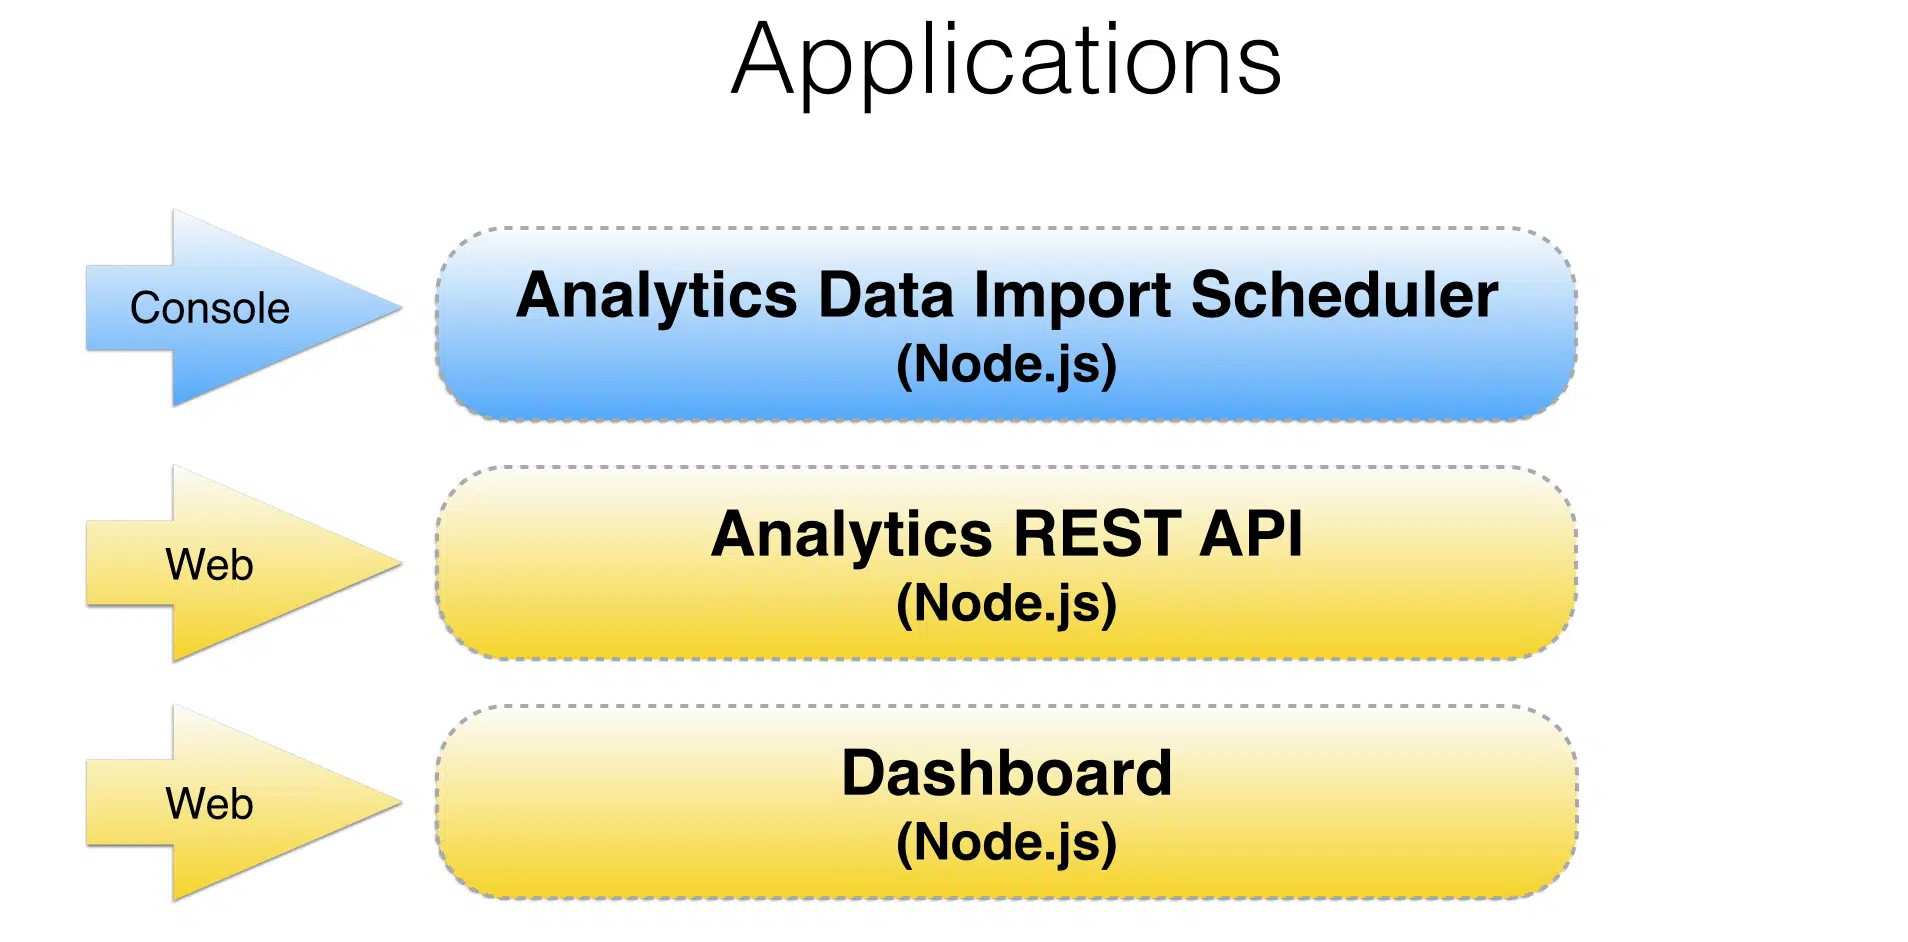 Applications
Console
Analytics Data Import Scheduler
(Node.js)
Web
Analytics REST API
(Node.js)
Web
Dashboard
(Node.js)